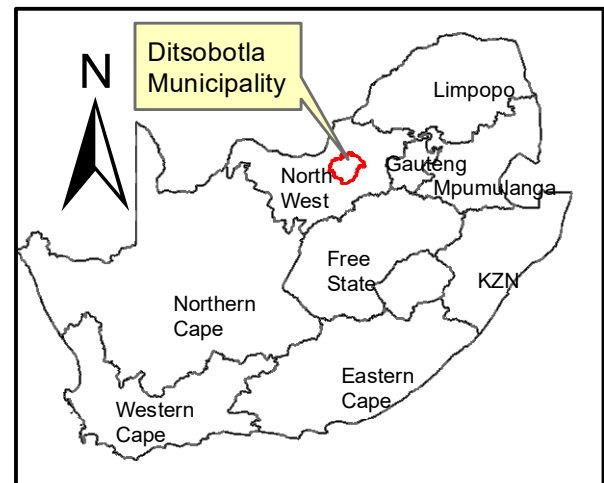 Ditsobotla
Municipality
N
Limpopo
Gauteng
Mpumulanga
North
West
Free
State
KZN
Northern
Cape
Eastern
Cape
Western
Cape